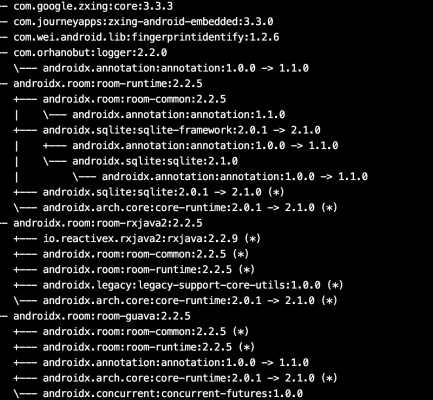 — com.google.zxing:core:3.3.3
— com.journeyapps:zxing-android-embedded:3.3.0
— com.wei.android.lib:fingerprintidentify:1.2.6
— com.orhanobut:logger:2.2.0
   \--- androidx.annotation:annotation:1.0.0 -> 1.1.0
— androidx.room:room-runtime:2.2.5
   +--- androidx.room:room-common:2.2.5
   |    \--- androidx.annotation:annotation:1.1.0
   +--- androidx.sqlite:sqlite-framework:2.0.1 -> 2.1.0
   |    +--- androidx.annotation:annotation:1.0.0 -> 1.1.0
   |    \--- androidx.sqlite:sqlite:2.1.0
   |         \--- androidx.annotation:annotation:1.0.0 -> 1.1.0
   +--- androidx.sqlite:sqlite:2.0.1 -> 2.1.0 (*)
   \--- androidx.arch.core:core-runtime:2.0.1 -> 2.1.0 (*)
— androidx.room:room-rxjava2:2.2.5
   +--- io.reactivex.rxjava2:rxjava:2.2.9 (*)
   +--- androidx.room:room-common:2.2.5 (*)
   +--- androidx.room:room-runtime:2.2.5 (*)
   +--- androidx.legacy:legacy-support-core-utils:1.0.0 (*)
   \--- androidx.arch.core:core-runtime:2.0.1 -> 2.1.0 (*)
— androidx.room:room-guava:2.2.5
   +--- androidx.room:room-common:2.2.5 (*)
   +--- androidx.room:room-runtime:2.2.5 (*)
   +--- androidx.annotation:annotation:1.0.0 -> 1.1.0
   +--- androidx.arch.core:core-runtime:2.0.1 -> 2.1.0 (*)
   \--- androidx.concurrent:concurrent-futures:1.0.0